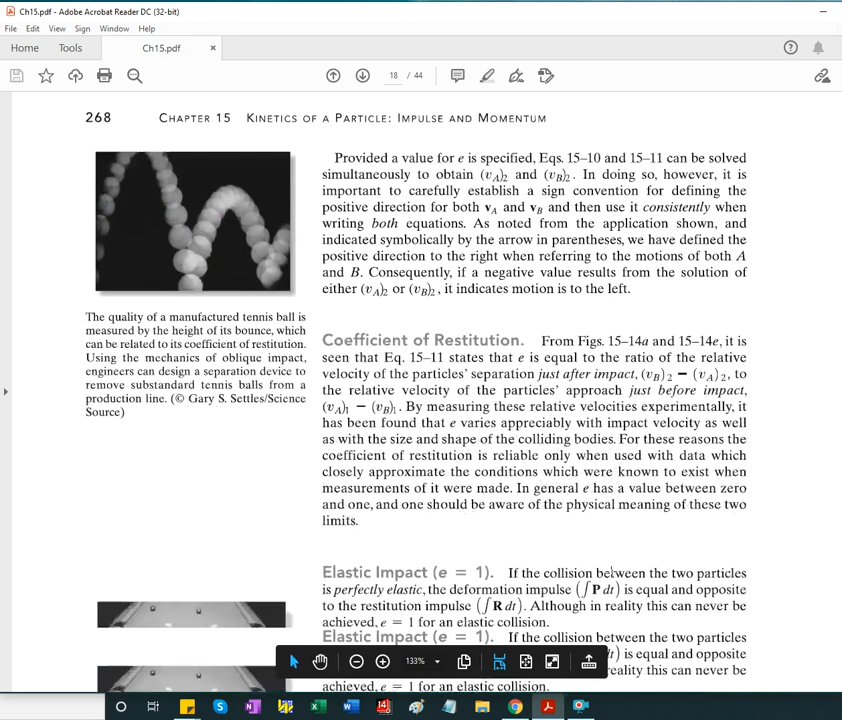 Ch15.pdf - Adobe Acrobat Reader DC (32-bit)
File Edit View Sign Window Help
Home Tools Ch15.pdf ×
18 / 44
268 CHAPTER 15 KINETICS OF A PARTICLE: IMPULSE AND MOMENTUM
The quality of a manufactured tennis ball is
measured by the height of its bounce, which
can be related to its coefficient of restitution.
Using the mechanics of oblique impact,
engineers can design a separation device to
remove substandard tennis balls from a
production line. (© Gary S. Settles/Science
Source)
Provided a value for e is specified, Eqs. 15–10 and 15–11 can be solved
simultaneously to obtain (vA)2 and (vB)2. In doing so, however, it is
important to carefully establish a sign convention for defining the
positive direction for both vA and vB and then use it consistently when
writing both equations. As noted from the application shown, and
indicated symbolically by the arrow in parentheses, we have defined the
positive direction to the right when referring to the motions of both A
and B. Consequently, if a negative value results from the solution of
either (vA)2 or (vB)2, it indicates motion is to the left.
Coefficient of Restitution. From Figs. 15–14a and 15–14e, it is
seen that Eq. 15–11 states that e is equal to the ratio of the relative
velocity of the particles' separation just after impact, (vB)2 − (vA)2, to
the relative velocity of the particles' approach just before impact,
(vA)1 − (vB)1. By measuring these relative velocities experimentally, it
has been found that e varies appreciably with impact velocity as well
as with the size and shape of the colliding bodies. For these reasons the
coefficient of restitution is reliable only when used with data which
closely approximate the conditions which were known to exist when
measurements of it were made. In general e has a value between zero
and one, and one should be aware of the physical meaning of these two
limits.
Elastic Impact (e = 1). If the collision between the two particles
is perfectly elastic, the deformation impulse (∫P dt) is equal and opposite
to the restitution impulse (∫R dt). Although in reality this can never be
achieved, e = 1 for an elastic collision.
Elastic Impact (e = 1). If the collision between the two particles
dt) is equal and opposite
reality this can never be
achieved, e = 1 for an elastic collision.
133%